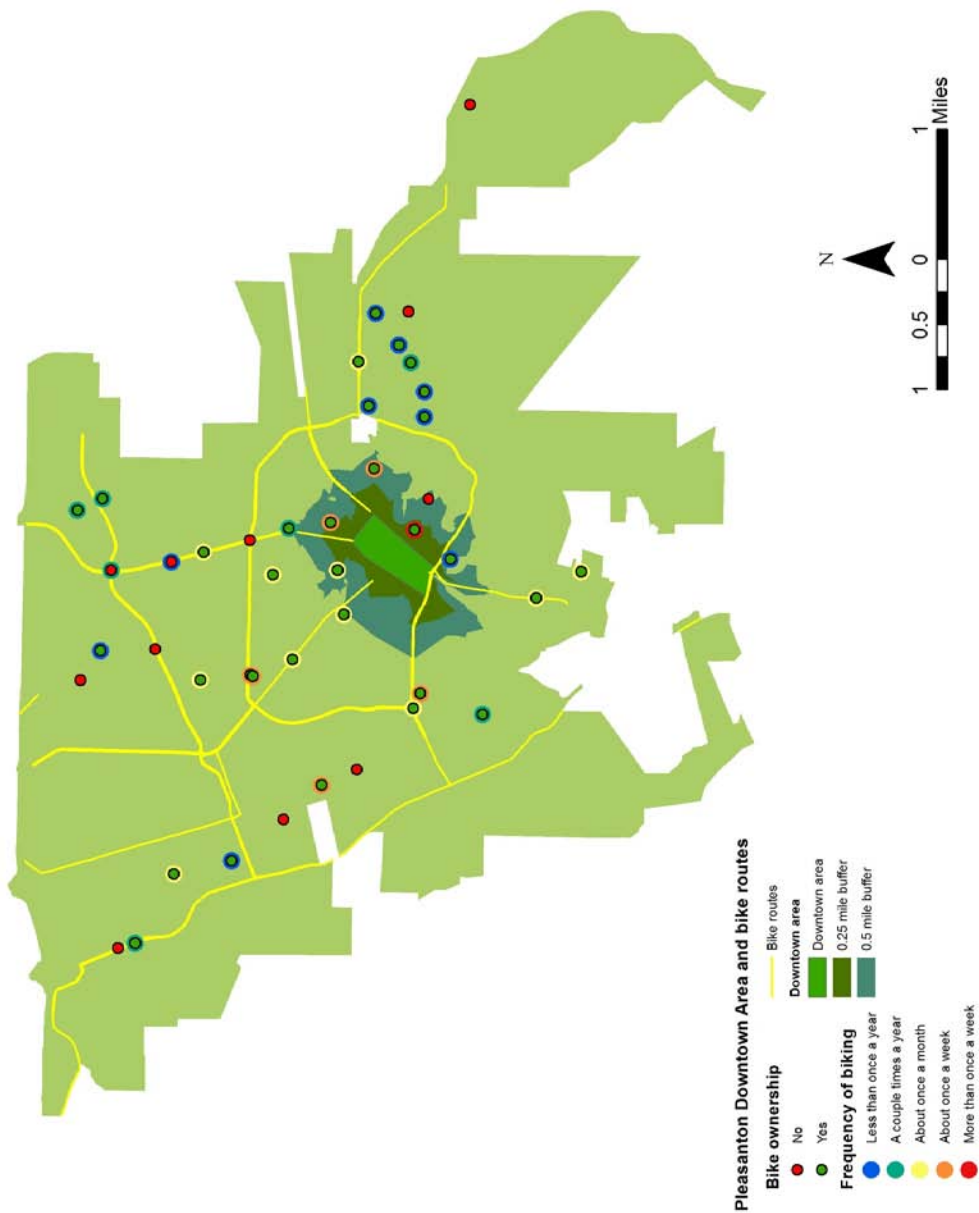 N
1
0.5
0
1
Miles
Pleasanton Downtown Area and bike routes
Bike ownership
No
Yes
Frequency of biking
Less than once a year
A couple times a year
About once a month
About once a week
More than once a week
Bike routes
Downtown area
Downtown area
0.25 mile buffer
0.5 mile buffer